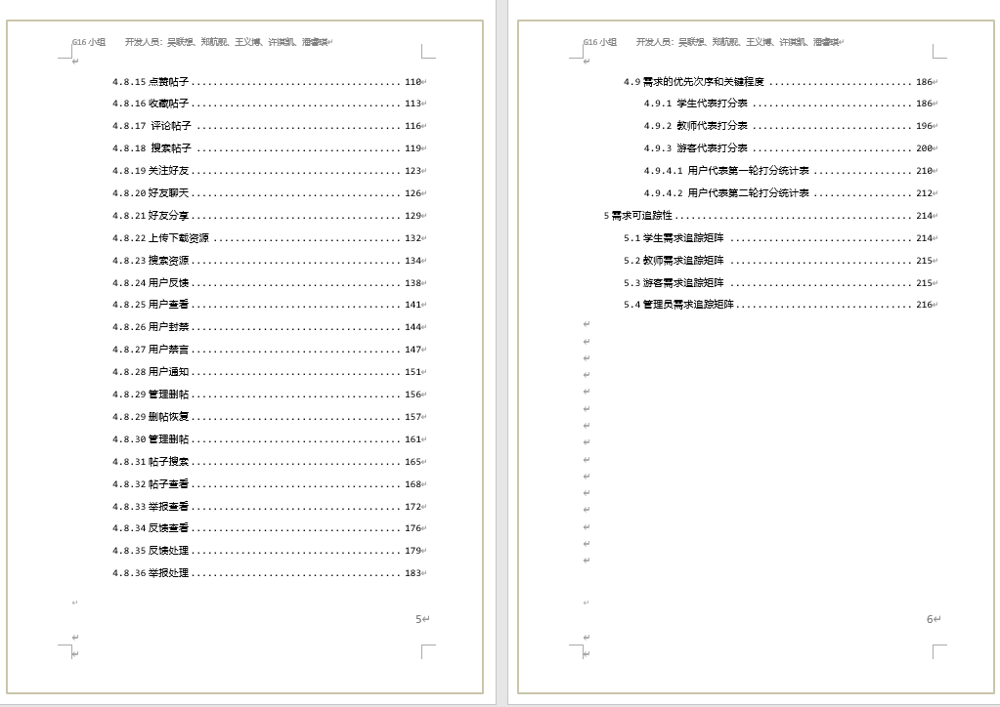 G16 小组 开发人员：吴联想、郑航舰、王义博、许淇凯、潘睿琪
4.8.15 点赞帖子 110
4.8.16 收藏帖子 113
4.8.17 评论帖子 116
4.8.18 搜索帖子 119
4.8.19 关注好友 123
4.8.20 好友聊天 126
4.8.21 好友分享 129
4.8.22 上传下载资源 132
4.8.23 搜索资源 134
4.8.24 用户反馈 138
4.8.25 用户查看 141
4.8.26 用户封禁 144
4.8.27 用户禁言 147
4.8.28 用户通知 151
4.8.29 管理删帖 156
4.8.29 删帖恢复 157
4.8.30 管理删帖 161
4.8.31 帖子搜索 165
4.8.32 帖子查看 168
4.8.33 举报查看 172
4.8.34 反馈查看 176
4.8.35 反馈处理 179
4.8.36 举报处理 183
5
G16 小组 开发人员：吴联想、郑航舰、王义博、许淇凯、潘睿琪
4.9 需求的优先次序和关键程度 186
4.9.1 学生代表打分表 186
4.9.2 教师代表打分表 196
4.9.3 游客代表打分表 200
4.9.4.1 用户代表第一轮打分统计表 210
4.9.4.2 用户代表第二轮打分统计表 212
5 需求可追踪性 214
5.1 学生需求追踪矩阵 214
5.2 教师需求追踪矩阵 215
5.3 游客需求追踪矩阵 215
5.4 管理员需求追踪矩阵 216
6